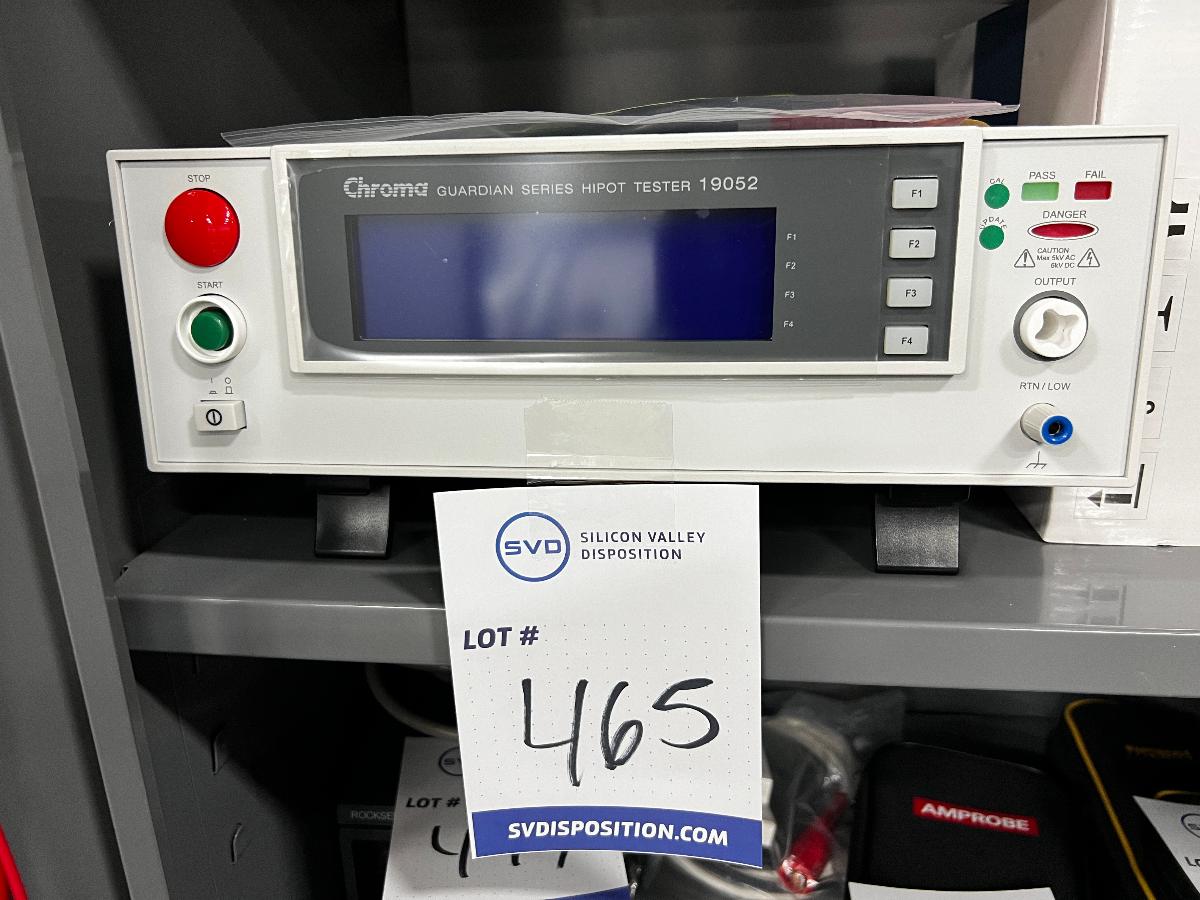 STOP
START
Chroma GUARDIAN SERIES HIPOT TESTER 19052
F1
F2
F3
F4
F1
F2
F3
F4
CAL
UPDATE
PASS
FAIL
DANGER
CAUTION
Max 5kV AC
6kV DC
OUTPUT
RTN / LOW
SVD
SILICON VALLEY
DISPOSITION
LOT #
465
SVDISPOSITION.COM
SVD
LOT #
AMPROBE